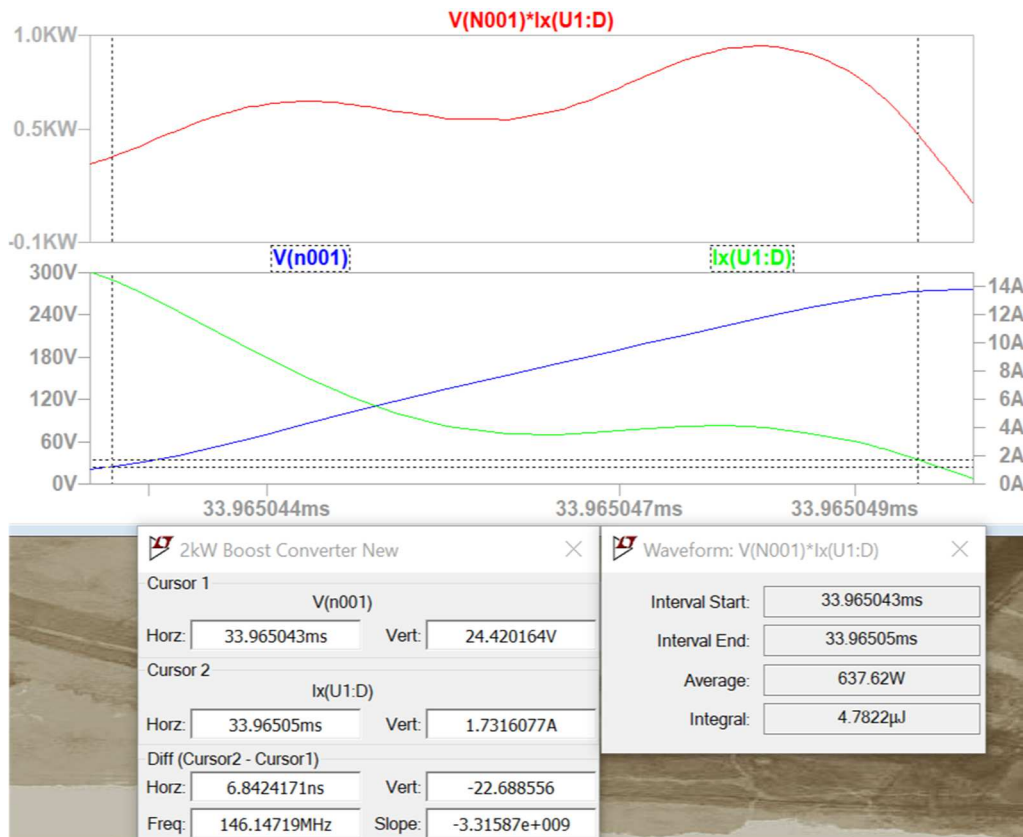 V(N001)*Ix(U1:D)
1.0KW
0.5KW
-0.1KW
V(n001)
Ix(U1:D)
300V
240V
180V
120V
60V
0V
14A
12A
10A
8A
6A
4A
2A
0A
33.965044ms
33.965047ms
33.965049ms
2kW Boost Converter New
Cursor 1
V(n001)
Horz: 33.965043ms Vert: 24.420164V
Cursor 2
Ix(U1:D)
Horz: 33.96505ms Vert: 1.7316077A
Diff (Cursor2 - Cursor1)
Horz: 6.8424171ns Vert: -22.688556
Freq: 146.14719MHz Slope: -3.31587e+009
Waveform: V(N001)*Ix(U1:D)
Interval Start: 33.965043ms
Interval End: 33.96505ms
Average: 637.62W
Integral: 4.7822µJ